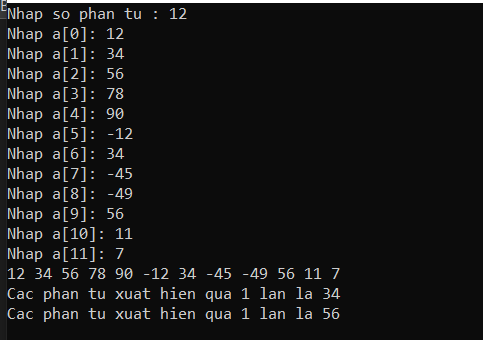 Nhap so phan tu : 12
Nhap a[0]: 12
Nhap a[1]: 34
Nhap a[2]: 56
Nhap a[3]: 78
Nhap a[4]: 90
Nhap a[5]: -12
Nhap a[6]: 34
Nhap a[7]: -45
Nhap a[8]: -49
Nhap a[9]: 56
Nhap a[10]: 11
Nhap a[11]: 7
12 34 56 78 90 -12 34 -45 -49 56 11 7
Cac phan tu xuat hien qua 1 lan la 34
Cac phan tu xuat hien qua 1 lan la 56